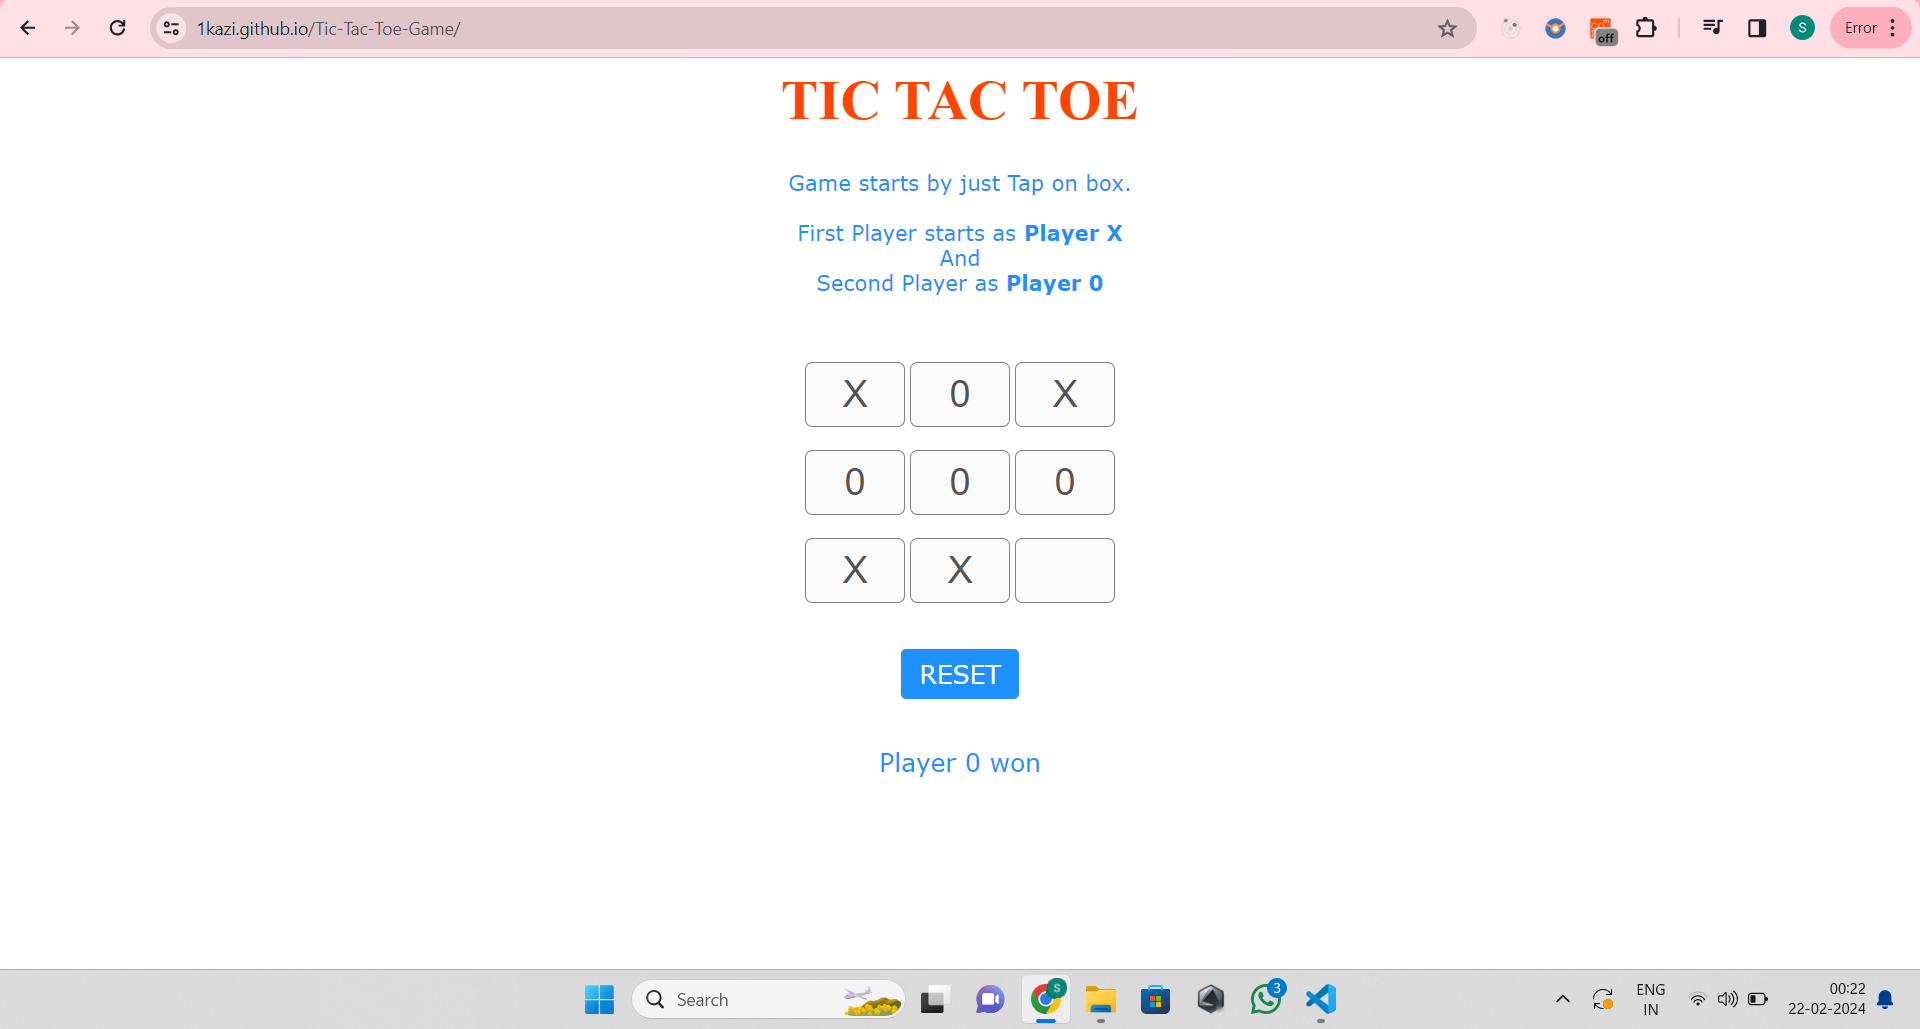 1kazi.github.io/Tic-Tac-Toe-Game/
off
S
Error
TIC TAC TOE
Game starts by just Tap on box.
First Player starts as Player X
And
Second Player as Player 0
X 0 X
0 0 0
X X
RESET
Player 0 won
Search
S
3
ENG
IN
00:22
22-02-2024